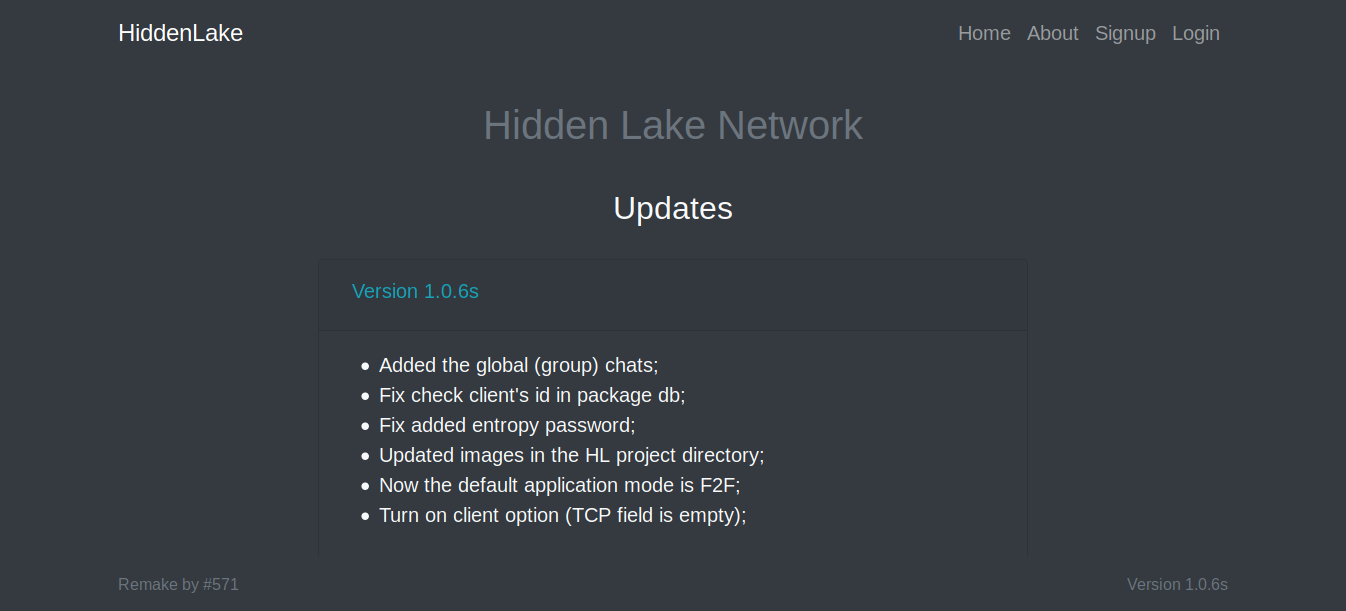 HiddenLake
Home About Signup Login
Hidden Lake Network
Updates
Version 1.0.6s
Added the global (group) chats;
Fix check client's id in package db;
Fix added entropy password;
Updated images in the HL project directory;
Now the default application mode is F2F;
Turn on client option (TCP field is empty);
Remake by #571
Version 1.0.6s